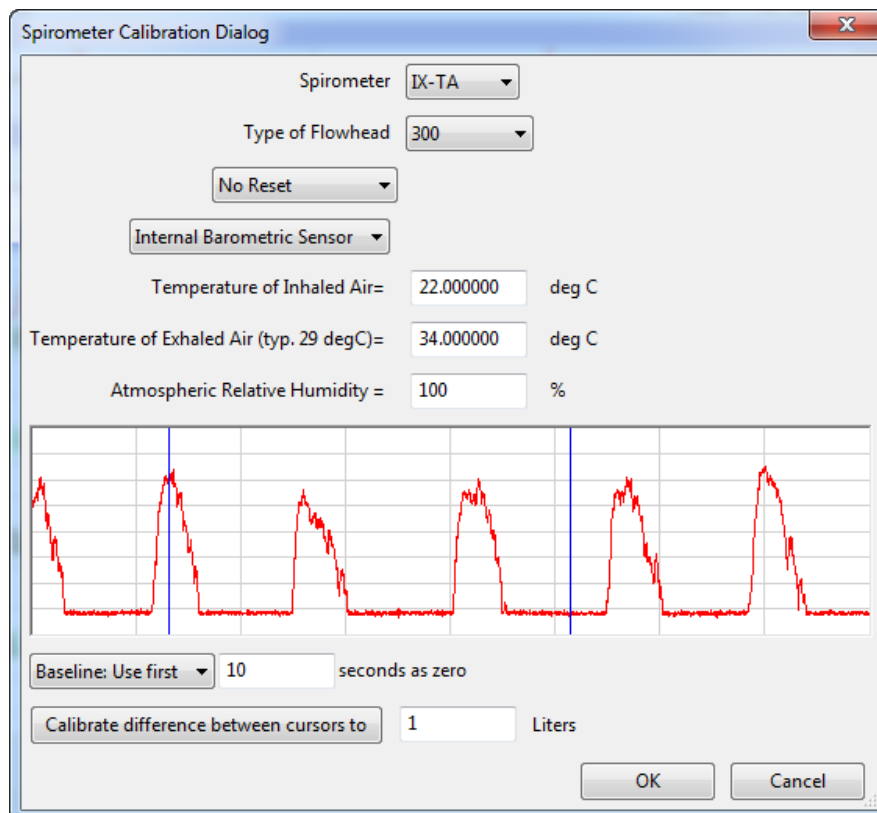 Spirometer Calibration Dialog
Spirometer IX-TA
Type of Flowhead 300
No Reset
Internal Barometric Sensor
Temperature of Inhaled Air= 22.000000 deg C
Temperature of Exhaled Air (typ. 29 degC)= 34.000000 deg C
Atmospheric Relative Humidity = 100 %
Baseline: Use first 10 seconds as zero
Calibrate difference between cursors to 1 Liters
OK Cancel